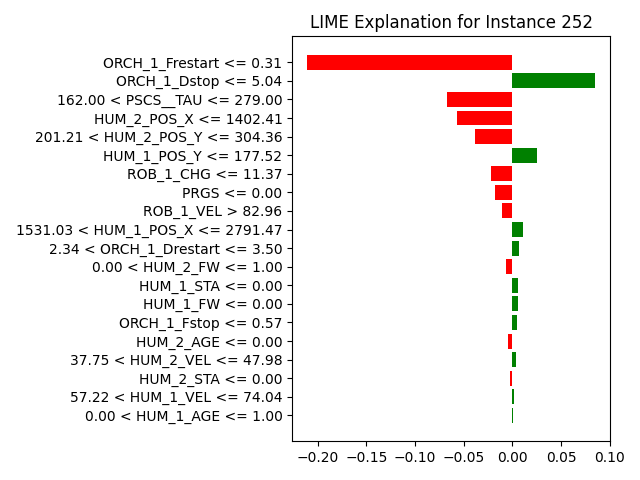 LIME Explanation for Instance 252
ORCH_1_Frestart <= 0.31
ORCH_1_Dstop <= 5.04
162.00 < PSCS__TAU <= 279.00
HUM_2_POS_X <= 1402.41
201.21 < HUM_2_POS_Y <= 304.36
HUM_1_POS_Y <= 177.52
ROB_1_CHG <= 11.37
PRGS <= 0.00
ROB_1_VEL > 82.96
1531.03 < HUM_1_POS_X <= 2791.47
2.34 < ORCH_1_Drestart <= 3.50
0.00 < HUM_2_FW <= 1.00
HUM_1_STA <= 0.00
HUM_1_FW <= 0.00
ORCH_1_Fstop <= 0.57
HUM_2_AGE <= 0.00
37.75 < HUM_2_VEL <= 47.98
HUM_2_STA <= 0.00
57.22 < HUM_1_VEL <= 74.04
0.00 < HUM_1_AGE <= 1.00
−0.20 −0.15 −0.10 −0.05 0.00 0.05 0.10